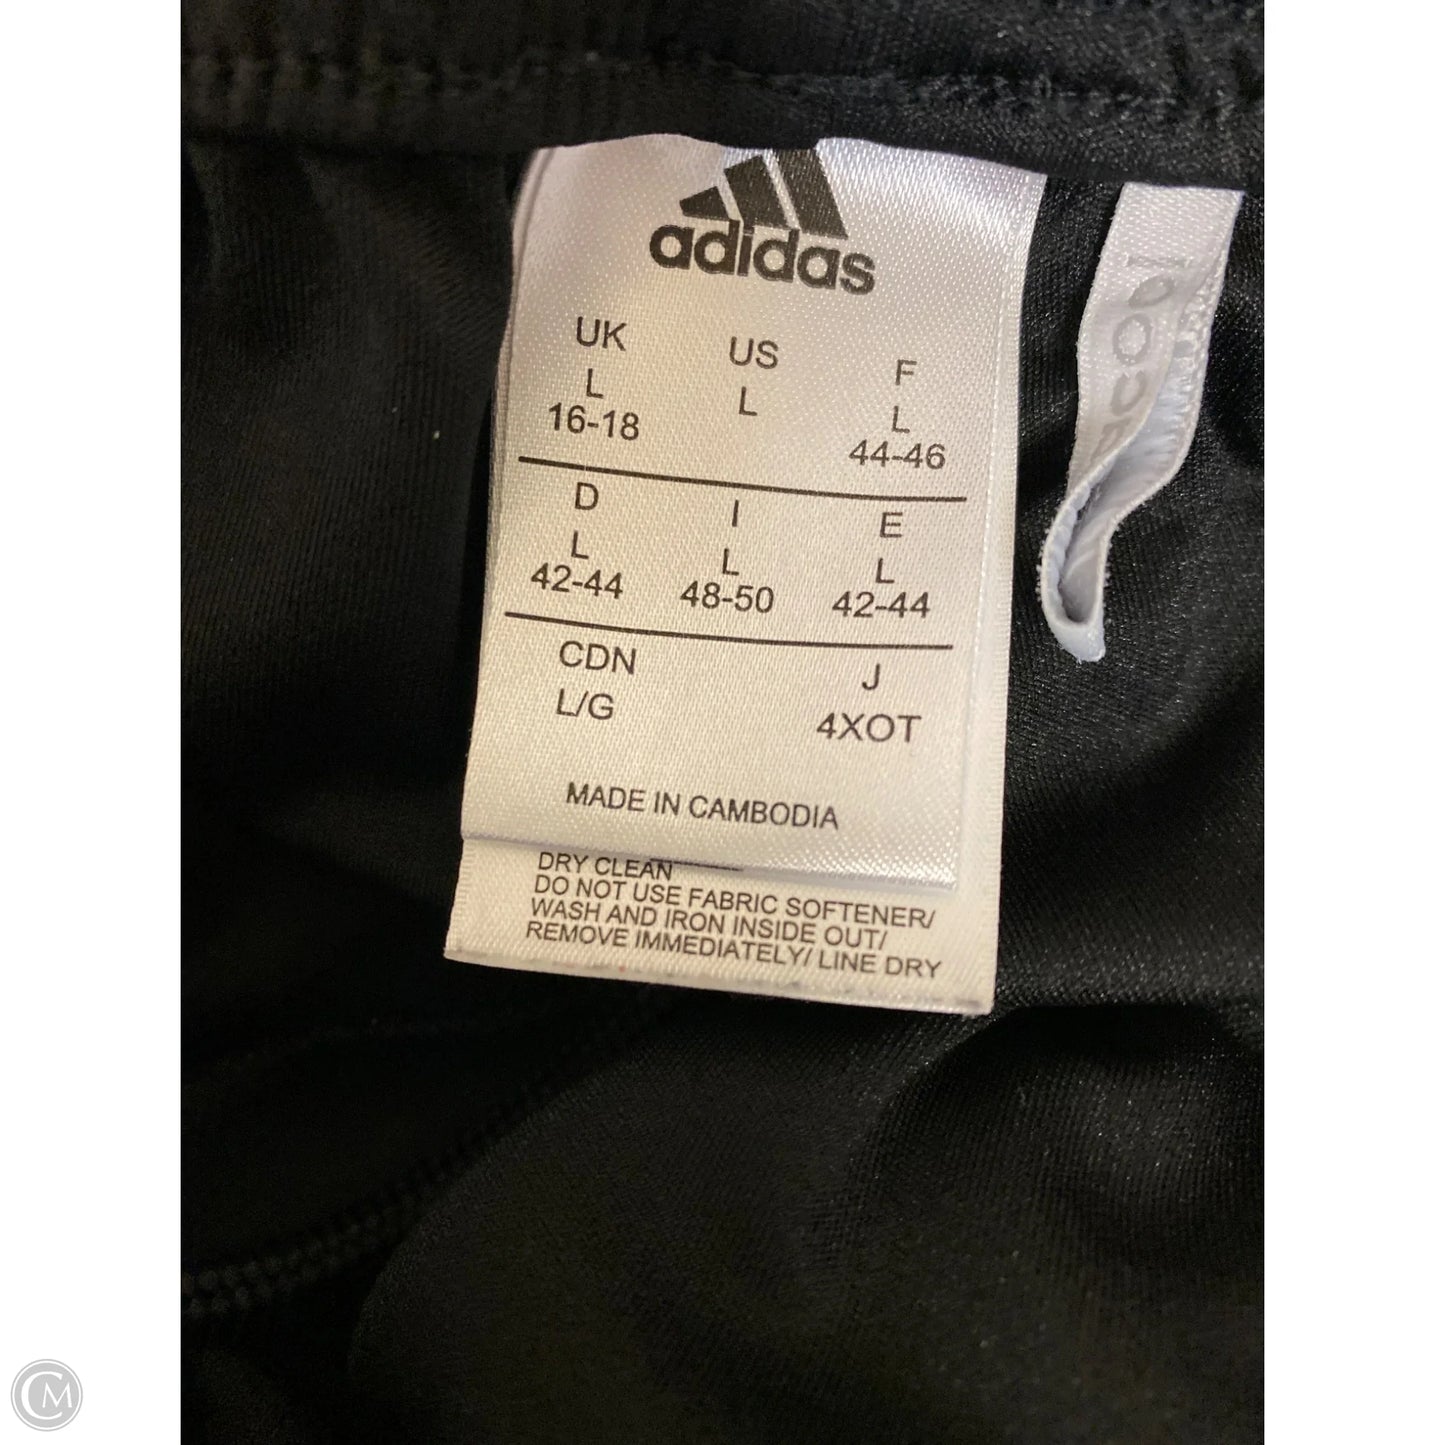 adidas
UK US F
L L L
16-18 44-46
D I E
L L L
42-44 48-50 42-44
CDN J
L/G 4XOT
MADE IN CAMBODIA
DRY CLEAN
DO NOT USE FABRIC SOFTENER/
WASH AND IRON INSIDE OUT/
REMOVE IMMEDIATELY/ LINE DRY
CM